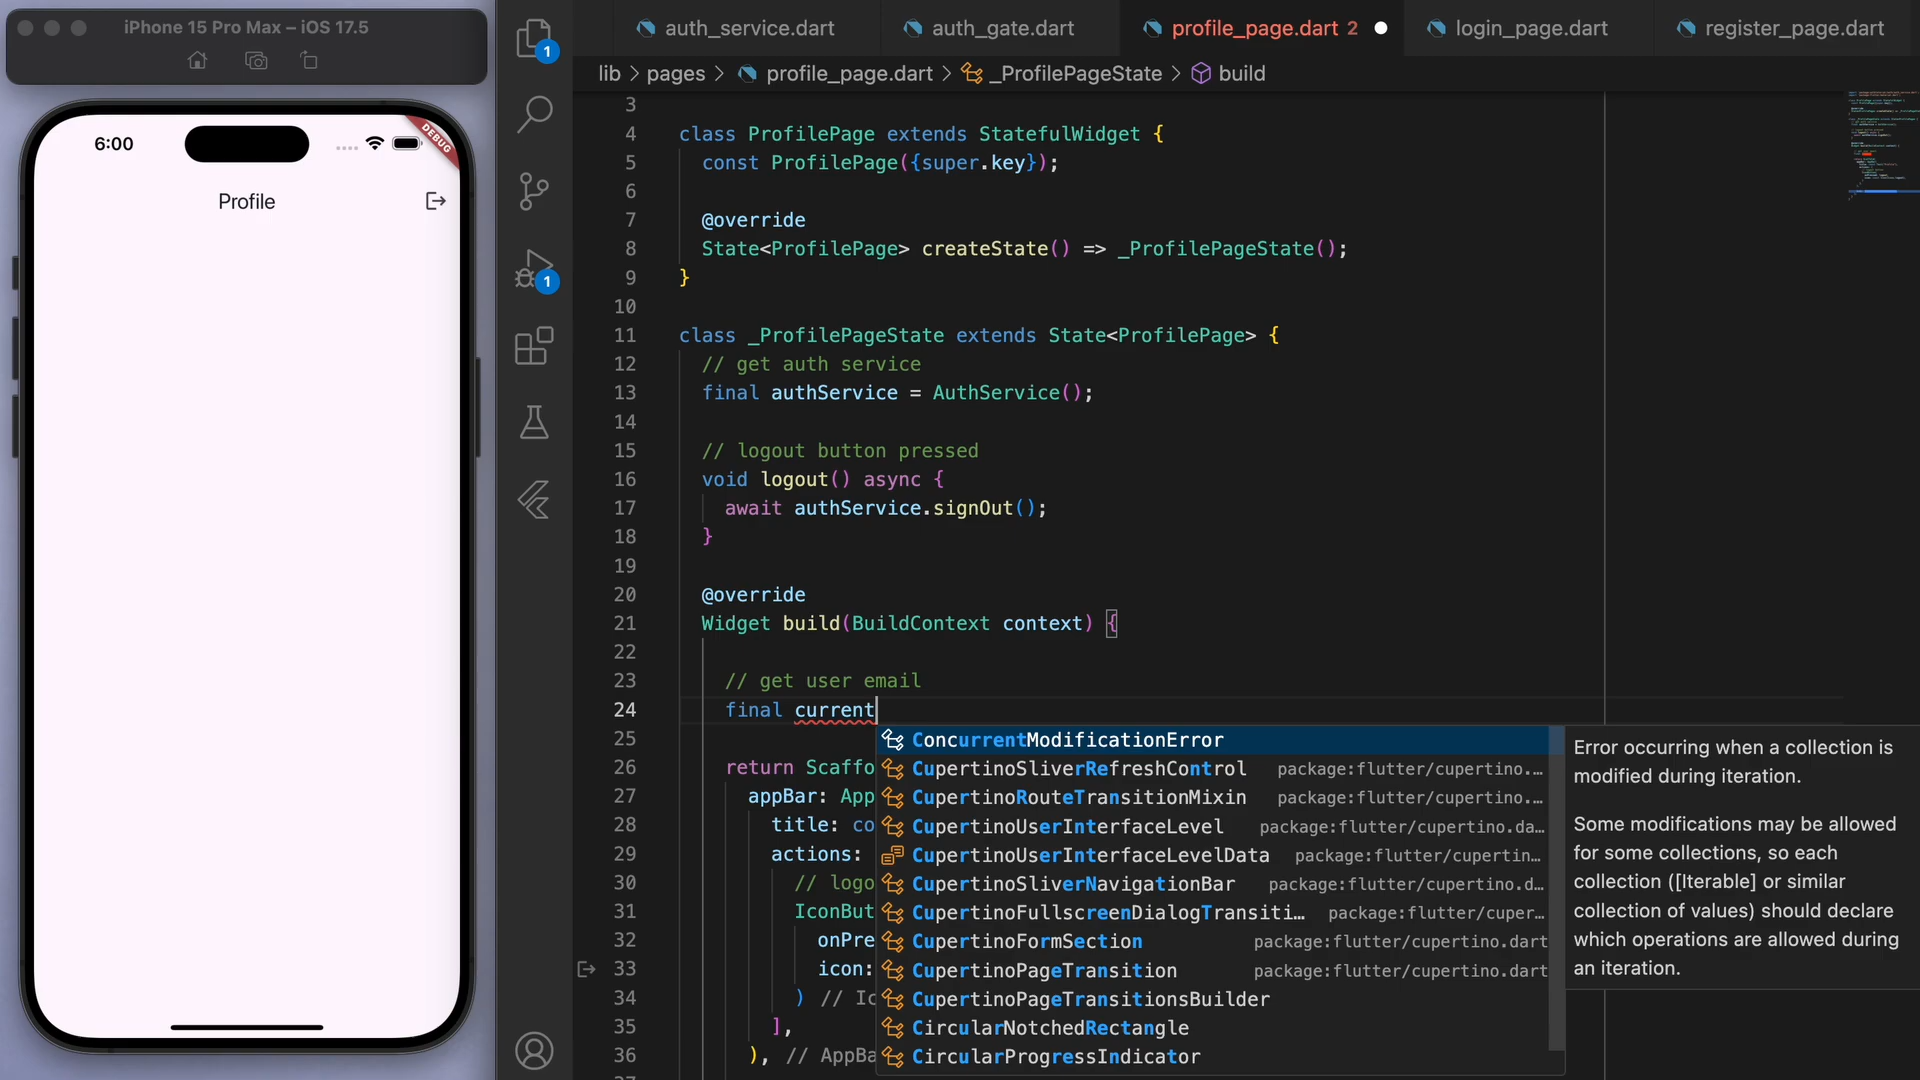 iPhone 15 Pro Max – iOS 17.5
6:00
DEBUG
Profile
1
1
auth_service.dart
auth_gate.dart
profile_page.dart 2
login_page.dart
register_page.dart
lib > pages > profile_page.dart > _ProfilePageState > build
3
4 class ProfilePage extends StatefulWidget {
5 const ProfilePage({super.key});
6
7 @override
8 State<ProfilePage> createState() => _ProfilePageState();
9 }
10
11 class _ProfilePageState extends State<ProfilePage> {
12 // get auth service
13 final authService = AuthService();
14
15 // logout button pressed
16 void logout() async {
17 await authService.signOut();
18 }
19
20 @override
21 Widget build(BuildContext context) {
22
23 // get user email
24 final current
25
26 return Scaffo
27 appBar: App
28 title: co
29 actions:
30 // logo
31 IconBut
32 onPre
33 icon:
34 ) // Ic
35 ],
36 ), // AppBa
ConcurrentModificationError
CupertinoSliverRefreshControl package:flutter/cupertino.…
CupertinoRouteTransitionMixin package:flutter/cupertino.…
CupertinoUserInterfaceLevel package:flutter/cupertino.da…
CupertinoUserInterfaceLevelData package:flutter/cupertin…
CupertinoSliverNavigationBar package:flutter/cupertino.d…
CupertinoFullscreenDialogTransiti… package:flutter/cuper…
CupertinoFormSection package:flutter/cupertino.dart
CupertinoPageTransition package:flutter/cupertino.dart
CupertinoPageTransitionsBuilder
CircularNotchedRectangle
CircularProgressIndicator
Error occurring when a collection is
modified during iteration.
Some modifications may be allowed
for some collections, so each
collection ([Iterable] or similar
collection of values) should declare
which operations are allowed during
an iteration.